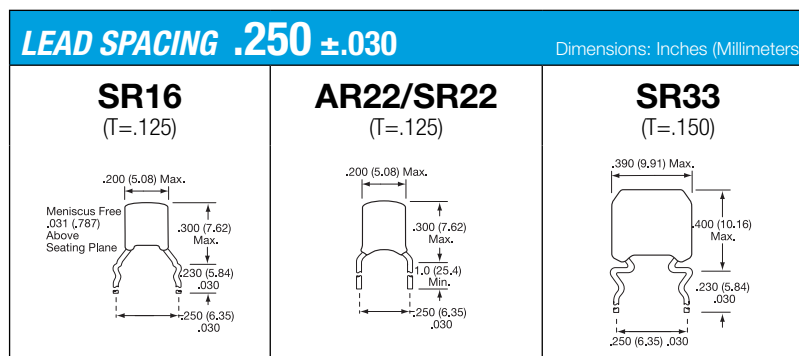 LEAD SPACING .250 ±.030
Dimensions: Inches (Millimeters
SR16
(T=.125)
.200 (5.08) Max.
Meniscus Free
.031 (.787)
Above
Seating Plane
.300 (7.62)
Max.
.230 (5.84)
.030
.250 (6.35)
.030
AR22/SR22
(T=.125)
.200 (5.08) Max.
.300 (7.62)
Max.
1.0 (25.4)
Min.
.250 (6.35)
.030
SR33
(T=.150)
.390 (9.91) Max.
.400 (10.16)
Max.
.230 (5.84)
.030
.250 (6.35) .030